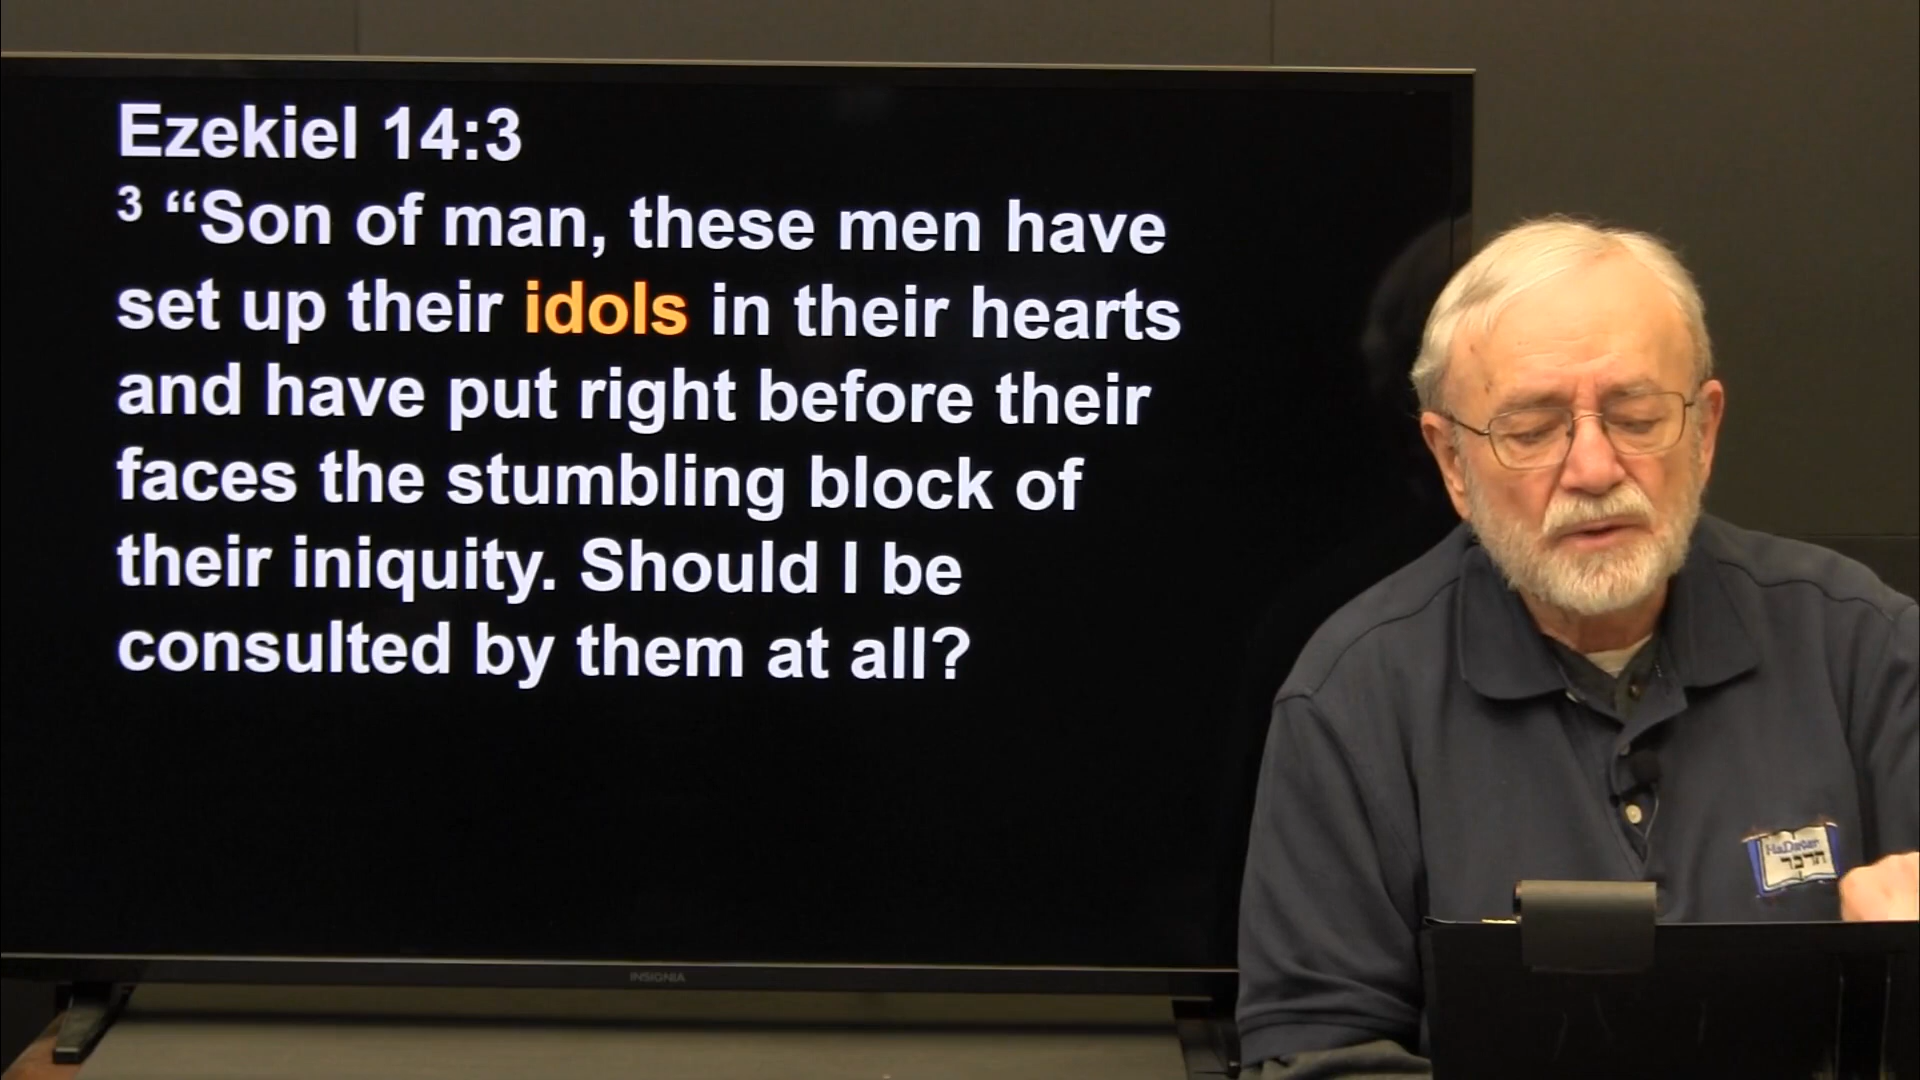 Ezekiel 14:3
3 “Son of man, these men have
set up their idols in their hearts
and have put right before their
faces the stumbling block of
their iniquity. Should I be
consulted by them at all?
INSIGNIA
HaDavar
הדבר